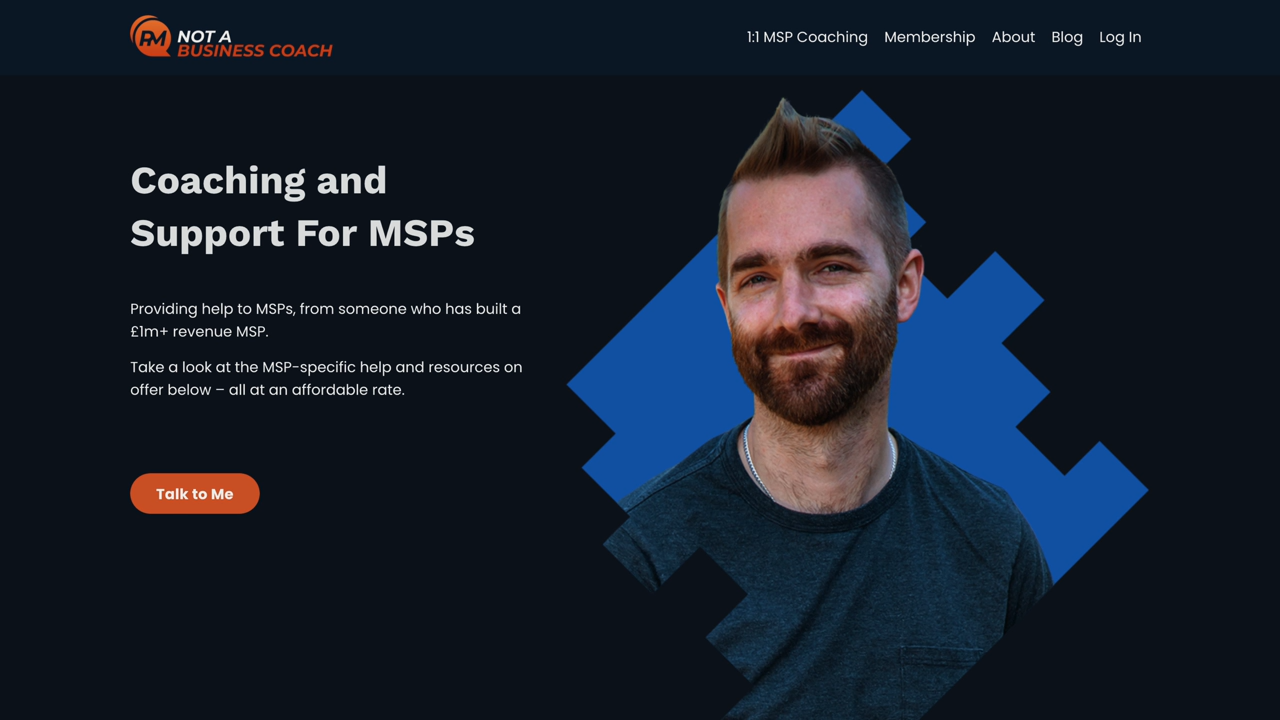 PM NOT A
BUSINESS COACH
1:1 MSP Coaching Membership About Blog Log In
Coaching and
Support For MSPs
Providing help to MSPs, from someone who has built a
£1m+ revenue MSP.
Take a look at the MSP-specific help and resources on
offer below – all at an affordable rate.
Talk to Me